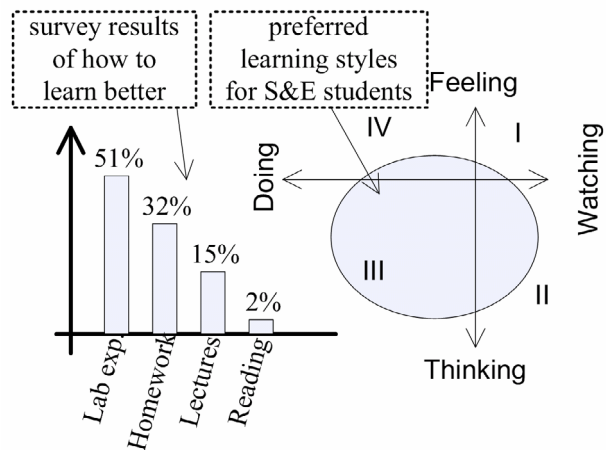 survey results
of how to
learn better
preferred
learning styles
for S&E students
Feeling
IV
I
Doing
Watching
51%
32%
15%
2%
III
II
Thinking
Lab exp.
Homework
Lectures
Reading